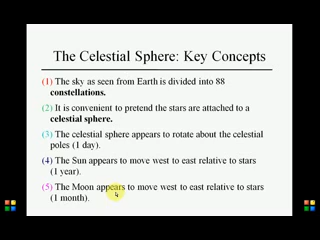 The Celestial Sphere: Key Concepts
(1) The sky as seen from Earth is divided into 88
constellations.
(2) It is convenient to pretend the stars are attached to a
celestial sphere.
(3) The celestial sphere appears to rotate about the celestial
poles (1 day).
(4) The Sun appears to move west to east relative to stars
(1 year).
(5) The Moon appears to move west to east relative to stars
(1 month).